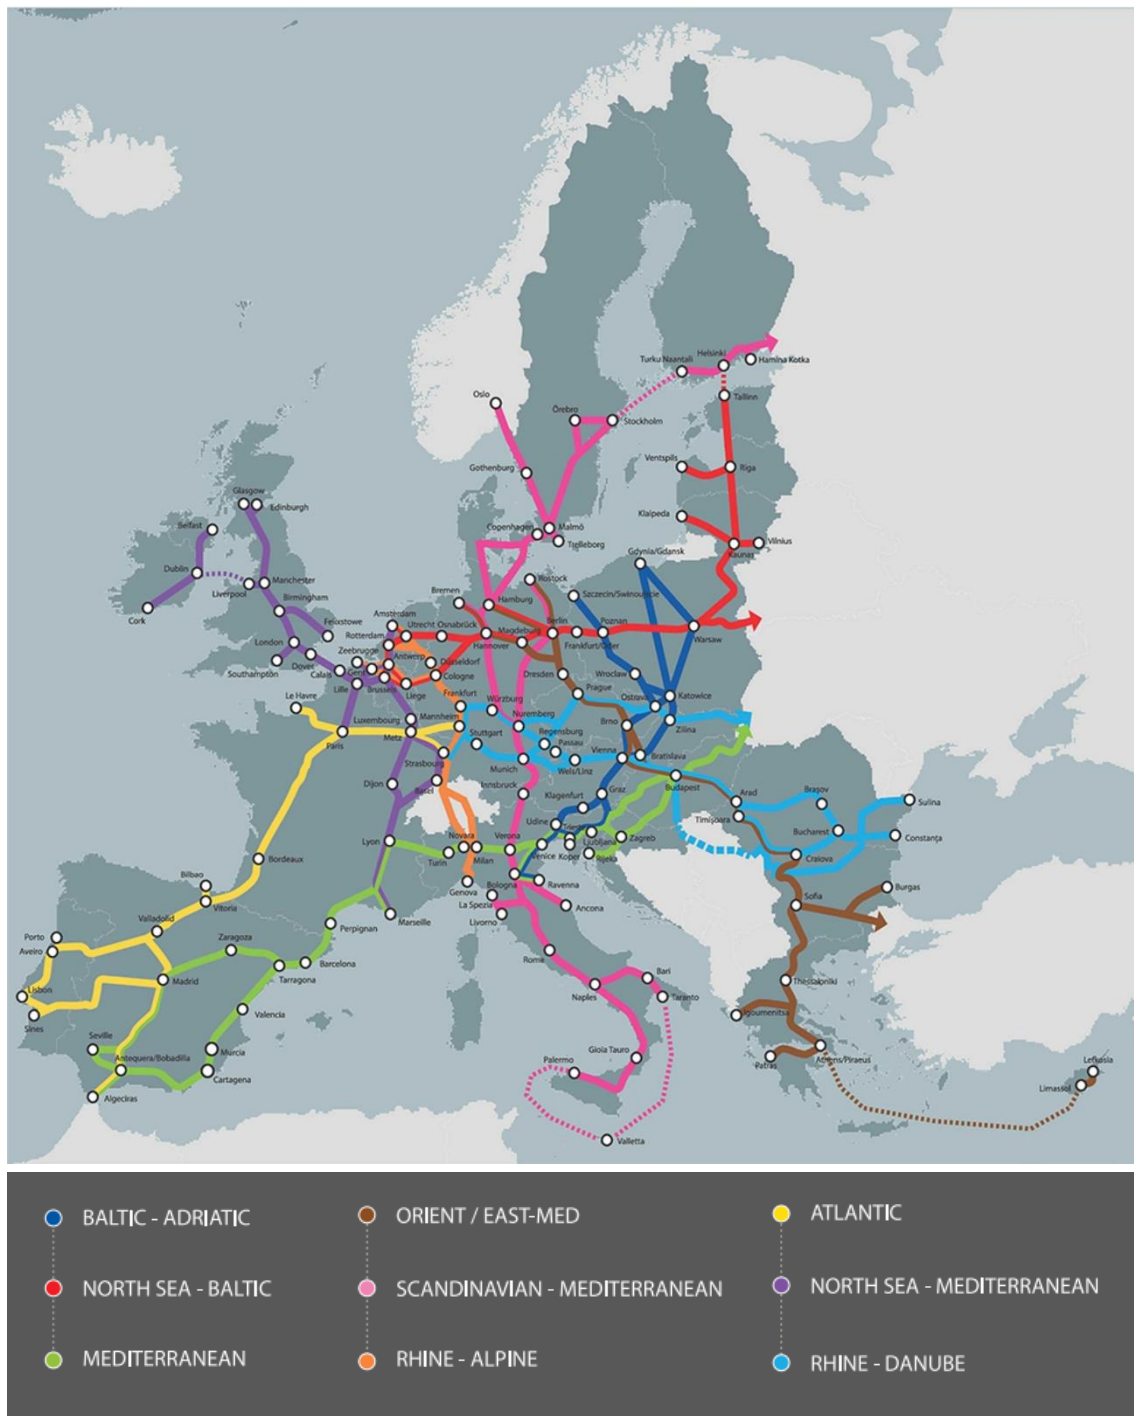 Helsinki
Turku Naantali
Hamina Kotka
Tallinn
Oslo
Örebro
Stockholm
Ventspils
Riga
Gothenburg
Klaipeda
Glasgow
Edinburgh
Belfast
Copenhagen
Malmö
Trelleborg
Kaunas
Vilnius
Gdynia/Gdansk
Dublin
Liverpool
Manchester
Rostock
Szczecin/Swinoujscie
Bremen
Hamburg
Birmingham
Cork
Felixstowe
Amsterdam
Utrecht
Osnabrück
Magdeburg
Berlin
Poznan
Warsaw
Rotterdam
Hannover
Frankfurt/Oder
London
Zeebrugge
Antwerp
Düsseldorf
Southampton
Dover
Calais
Gent
Cologne
Dresden
Wroclaw
Lille
Brussels
Liege
Frankfurt
Prague
Ostrava
Katowice
Le Havre
Würzburg
Luxembourg
Mannheim
Nuremberg
Brno
Zilina
Paris
Metz
Stuttgart
Regensburg
Passau
Vienna
Bratislava
Strasbourg
Munich
Wels/Linz
Dijon
Basel
Innsbruck
Klagenfurt
Graz
Budapest
Arad
Braşov
Sulina
Udine
Timişoara
Bucharest
Constanţa
Lyon
Novara
Verona
Ljubljana
Zagreb
Turin
Milan
Venice
Koper
Rijeka
Craiova
Bordeaux
Bilbao
Genova
Bologna
Ravenna
Burgas
Vitoria
La Spezia
Livorno
Ancona
Sofia
Valladolid
Marseille
Perpignan
Porto
Aveiro
Zaragoza
Roma
Barcelona
Tarragona
Madrid
Bari
Thessaloniki
Lisbon
Naples
Taranto
Sines
Valencia
Igoumenitsa
Seville
Murcia
Gioia Tauro
Antequera/Bobadilla
Palermo
Patras
Athens/Piraeus
Lefkosia
Cartagena
Limassol
Algeciras
Valletta
BALTIC - ADRIATIC
ORIENT / EAST-MED
ATLANTIC
NORTH SEA - BALTIC
SCANDINAVIAN - MEDITERRANEAN
NORTH SEA - MEDITERRANEAN
MEDITERRANEAN
RHINE - ALPINE
RHINE - DANUBE